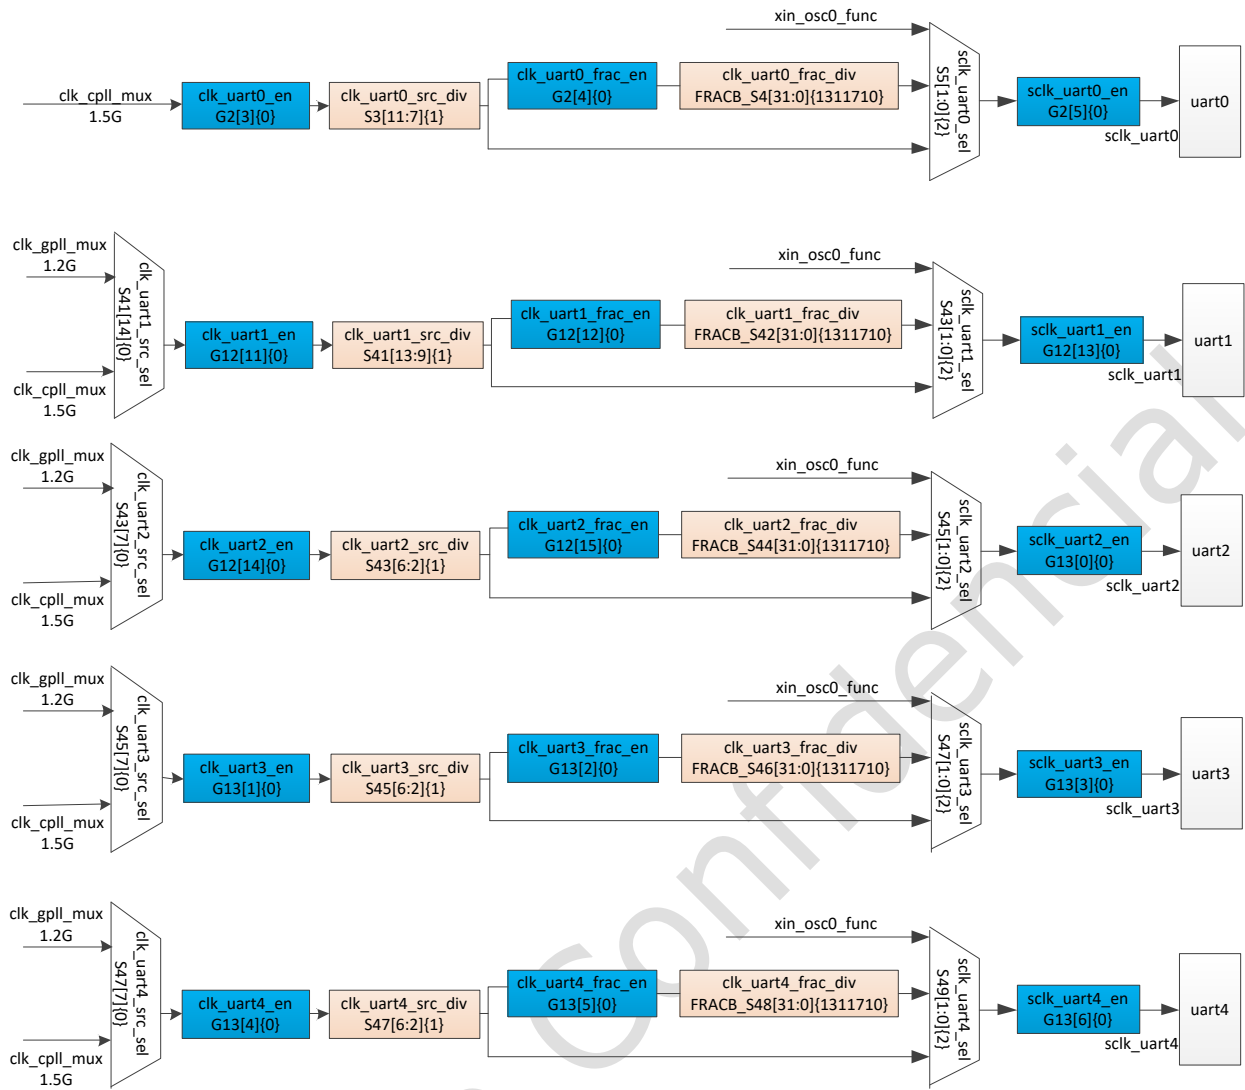 xin_osc0_func
clk_cpll_mux
1.5G
clk_uart0_en
G2[3]{0}
clk_uart0_src_div
S3[11:7]{1}
clk_uart0_frac_en
G2[4]{0}
clk_uart0_frac_div
FRACB_S4[31:0]{1311710}
sclk_uart0_sel
S5[1:0]{2}
sclk_uart0_en
G2[5]{0}
sclk_uart0
uart0
clk_gpll_mux
1.2G
clk_cpll_mux
1.5G
clk_uart1_src_sel
S41[14]{0}
clk_uart1_en
G12[11]{0}
clk_uart1_src_div
S41[13:9]{1}
clk_uart1_frac_en
G12[12]{0}
xin_osc0_func
clk_uart1_frac_div
FRACB_S42[31:0]{1311710}
sclk_uart1_sel
S43[1:0]{2}
sclk_uart1_en
G12[13]{0}
sclk_uart1
uart1
clk_gpll_mux
1.2G
clk_cpll_mux
1.5G
clk_uart2_src_sel
S43[7]{0}
clk_uart2_en
G12[14]{0}
clk_uart2_src_div
S43[6:2]{1}
clk_uart2_frac_en
G12[15]{0}
xin_osc0_func
clk_uart2_frac_div
FRACB_S44[31:0]{1311710}
sclk_uart2_sel
S45[1:0]{2}
sclk_uart2_en
G13[0]{0}
sclk_uart2
uart2
clk_gpll_mux
1.2G
clk_cpll_mux
1.5G
clk_uart3_src_sel
S45[7]{0}
clk_uart3_en
G13[1]{0}
clk_uart3_src_div
S45[6:2]{1}
clk_uart3_frac_en
G13[2]{0}
xin_osc0_func
clk_uart3_frac_div
FRACB_S46[31:0]{1311710}
sclk_uart3_sel
S47[1:0]{2}
sclk_uart3_en
G13[3]{0}
sclk_uart3
uart3
clk_gpll_mux
1.2G
clk_cpll_mux
1.5G
clk_uart4_src_sel
S47[7]{0}
clk_uart4_en
G13[4]{0}
clk_uart4_src_div
S47[6:2]{1}
clk_uart4_frac_en
G13[5]{0}
xin_osc0_func
clk_uart4_frac_div
FRACB_S48[31:0]{1311710}
sclk_uart4_sel
S49[1:0]{2}
sclk_uart4_en
G13[6]{0}
sclk_uart4
uart4
Confidencial